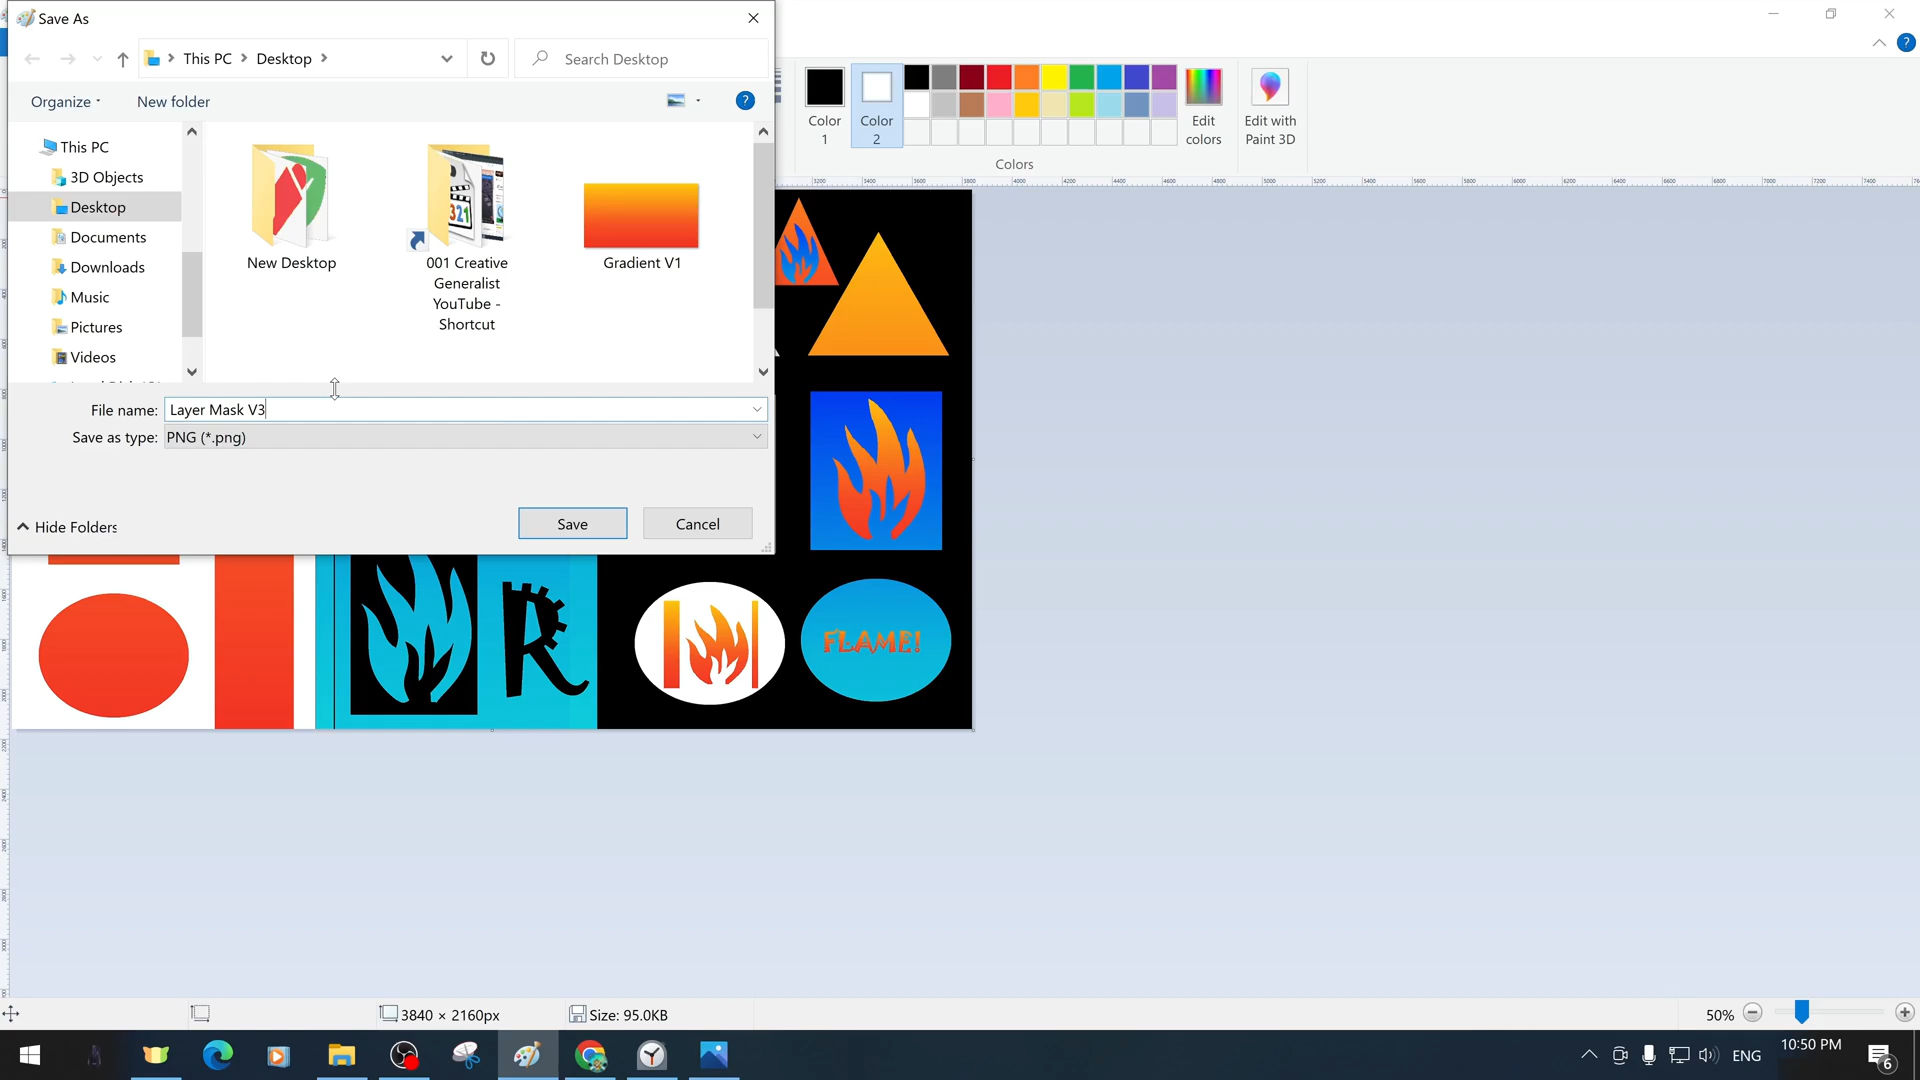 Save As
This PC
Desktop
Search Desktop
Organize
New folder
This PC
3D Objects
Desktop
Documents
Downloads
Music
Pictures
Videos
New Desktop
001 Creative
Generalist
YouTube -
Shortcut
Gradient V1
File name:
Layer Mask V3
Save as type:
PNG (*.png)
Hide Folders
Save
Cancel
Color
1
Color
2
Edit
colors
Edit with
Paint 3D
Colors
R
FLAME!
3840 × 2160px
Size: 95.0KB
50%
ENG
10:50 PM
6